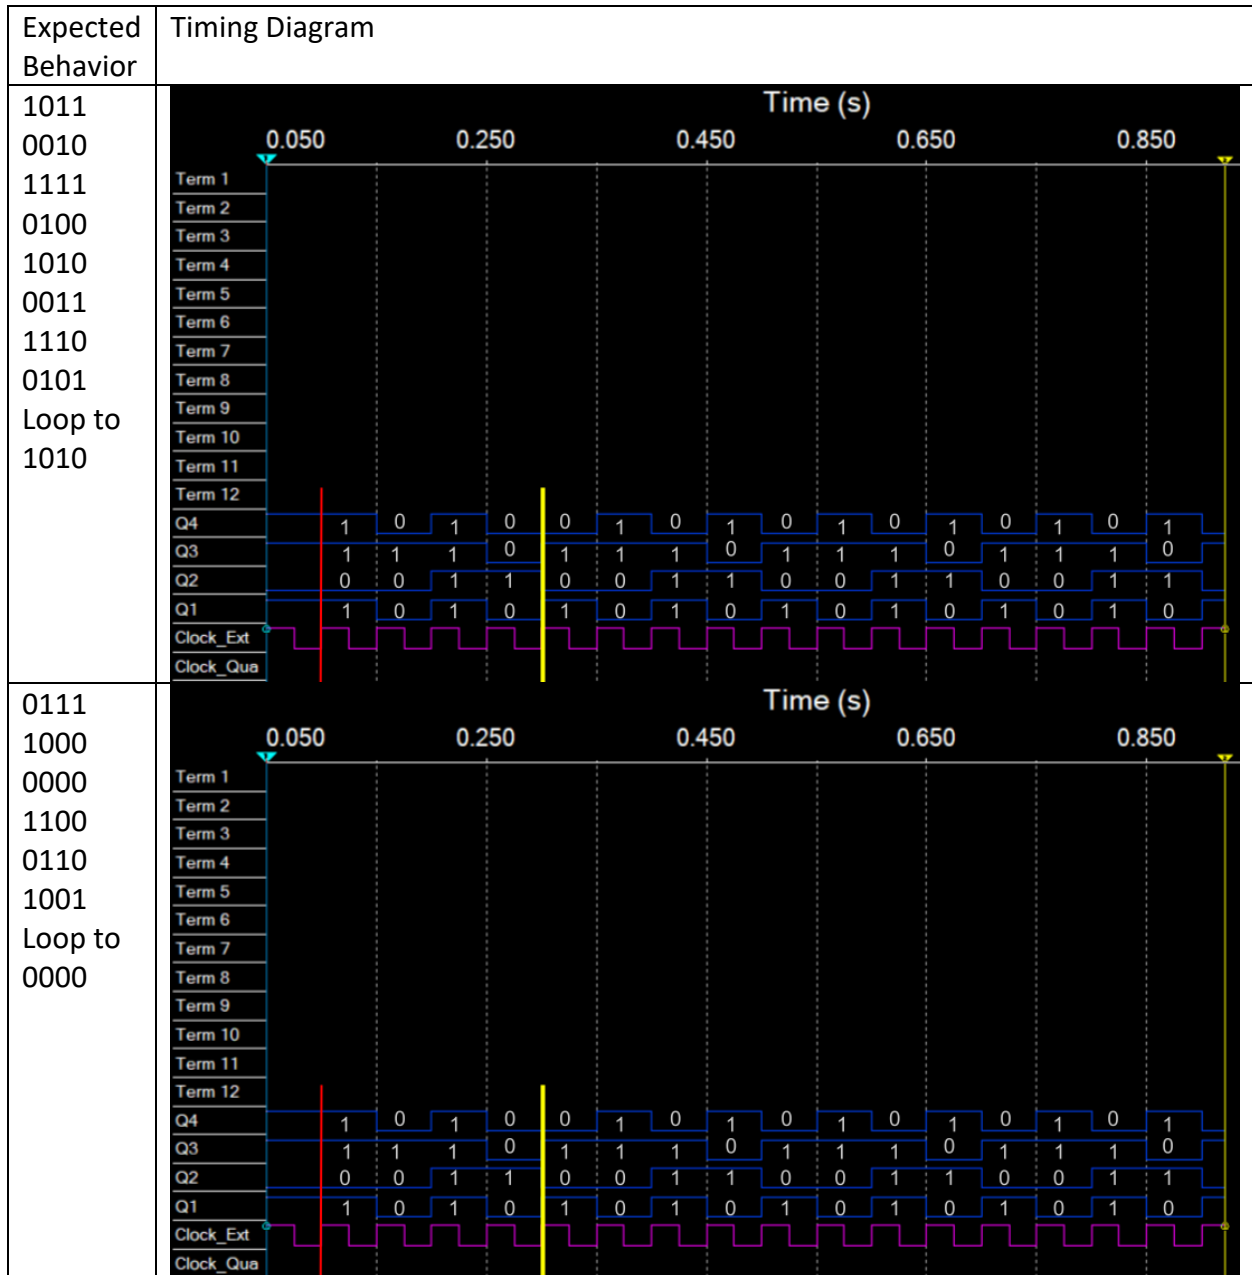 Expected
Behavior
Timing Diagram
1011
0010
1111
0100
1010
0011
1110
0101
Loop to
1010
Time (s)
0.050 0.250 0.450 0.650 0.850
Term 1
Term 2
Term 3
Term 4
Term 5
Term 6
Term 7
Term 8
Term 9
Term 10
Term 11
Term 12
Q4 1 0 1 0 0 1 0 1 0 1 0 1 0 1 0 1
Q3 1 1 1 0 1 1 1 0 1 1 1 0 1 1 1 0
Q2 0 0 1 1 0 0 1 1 0 0 1 1 0 0 1 1
Q1 1 0 1 0 1 0 1 0 1 0 1 0 1 0 1 0
Clock_Ext
Clock_Qua
0111
1000
0000
1100
0110
1001
Loop to
0000
Time (s)
0.050 0.250 0.450 0.650 0.850
Term 1
Term 2
Term 3
Term 4
Term 5
Term 6
Term 7
Term 8
Term 9
Term 10
Term 11
Term 12
Q4 1 0 1 0 0 1 0 1 0 1 0 1 0 1 0 1
Q3 1 1 1 0 1 1 1 0 1 1 1 0 1 1 1 0
Q2 0 0 1 1 0 0 1 1 0 0 1 1 0 0 1 1
Q1 1 0 1 0 1 0 1 0 1 0 1 0 1 0 1 0
Clock_Ext
Clock_Qua